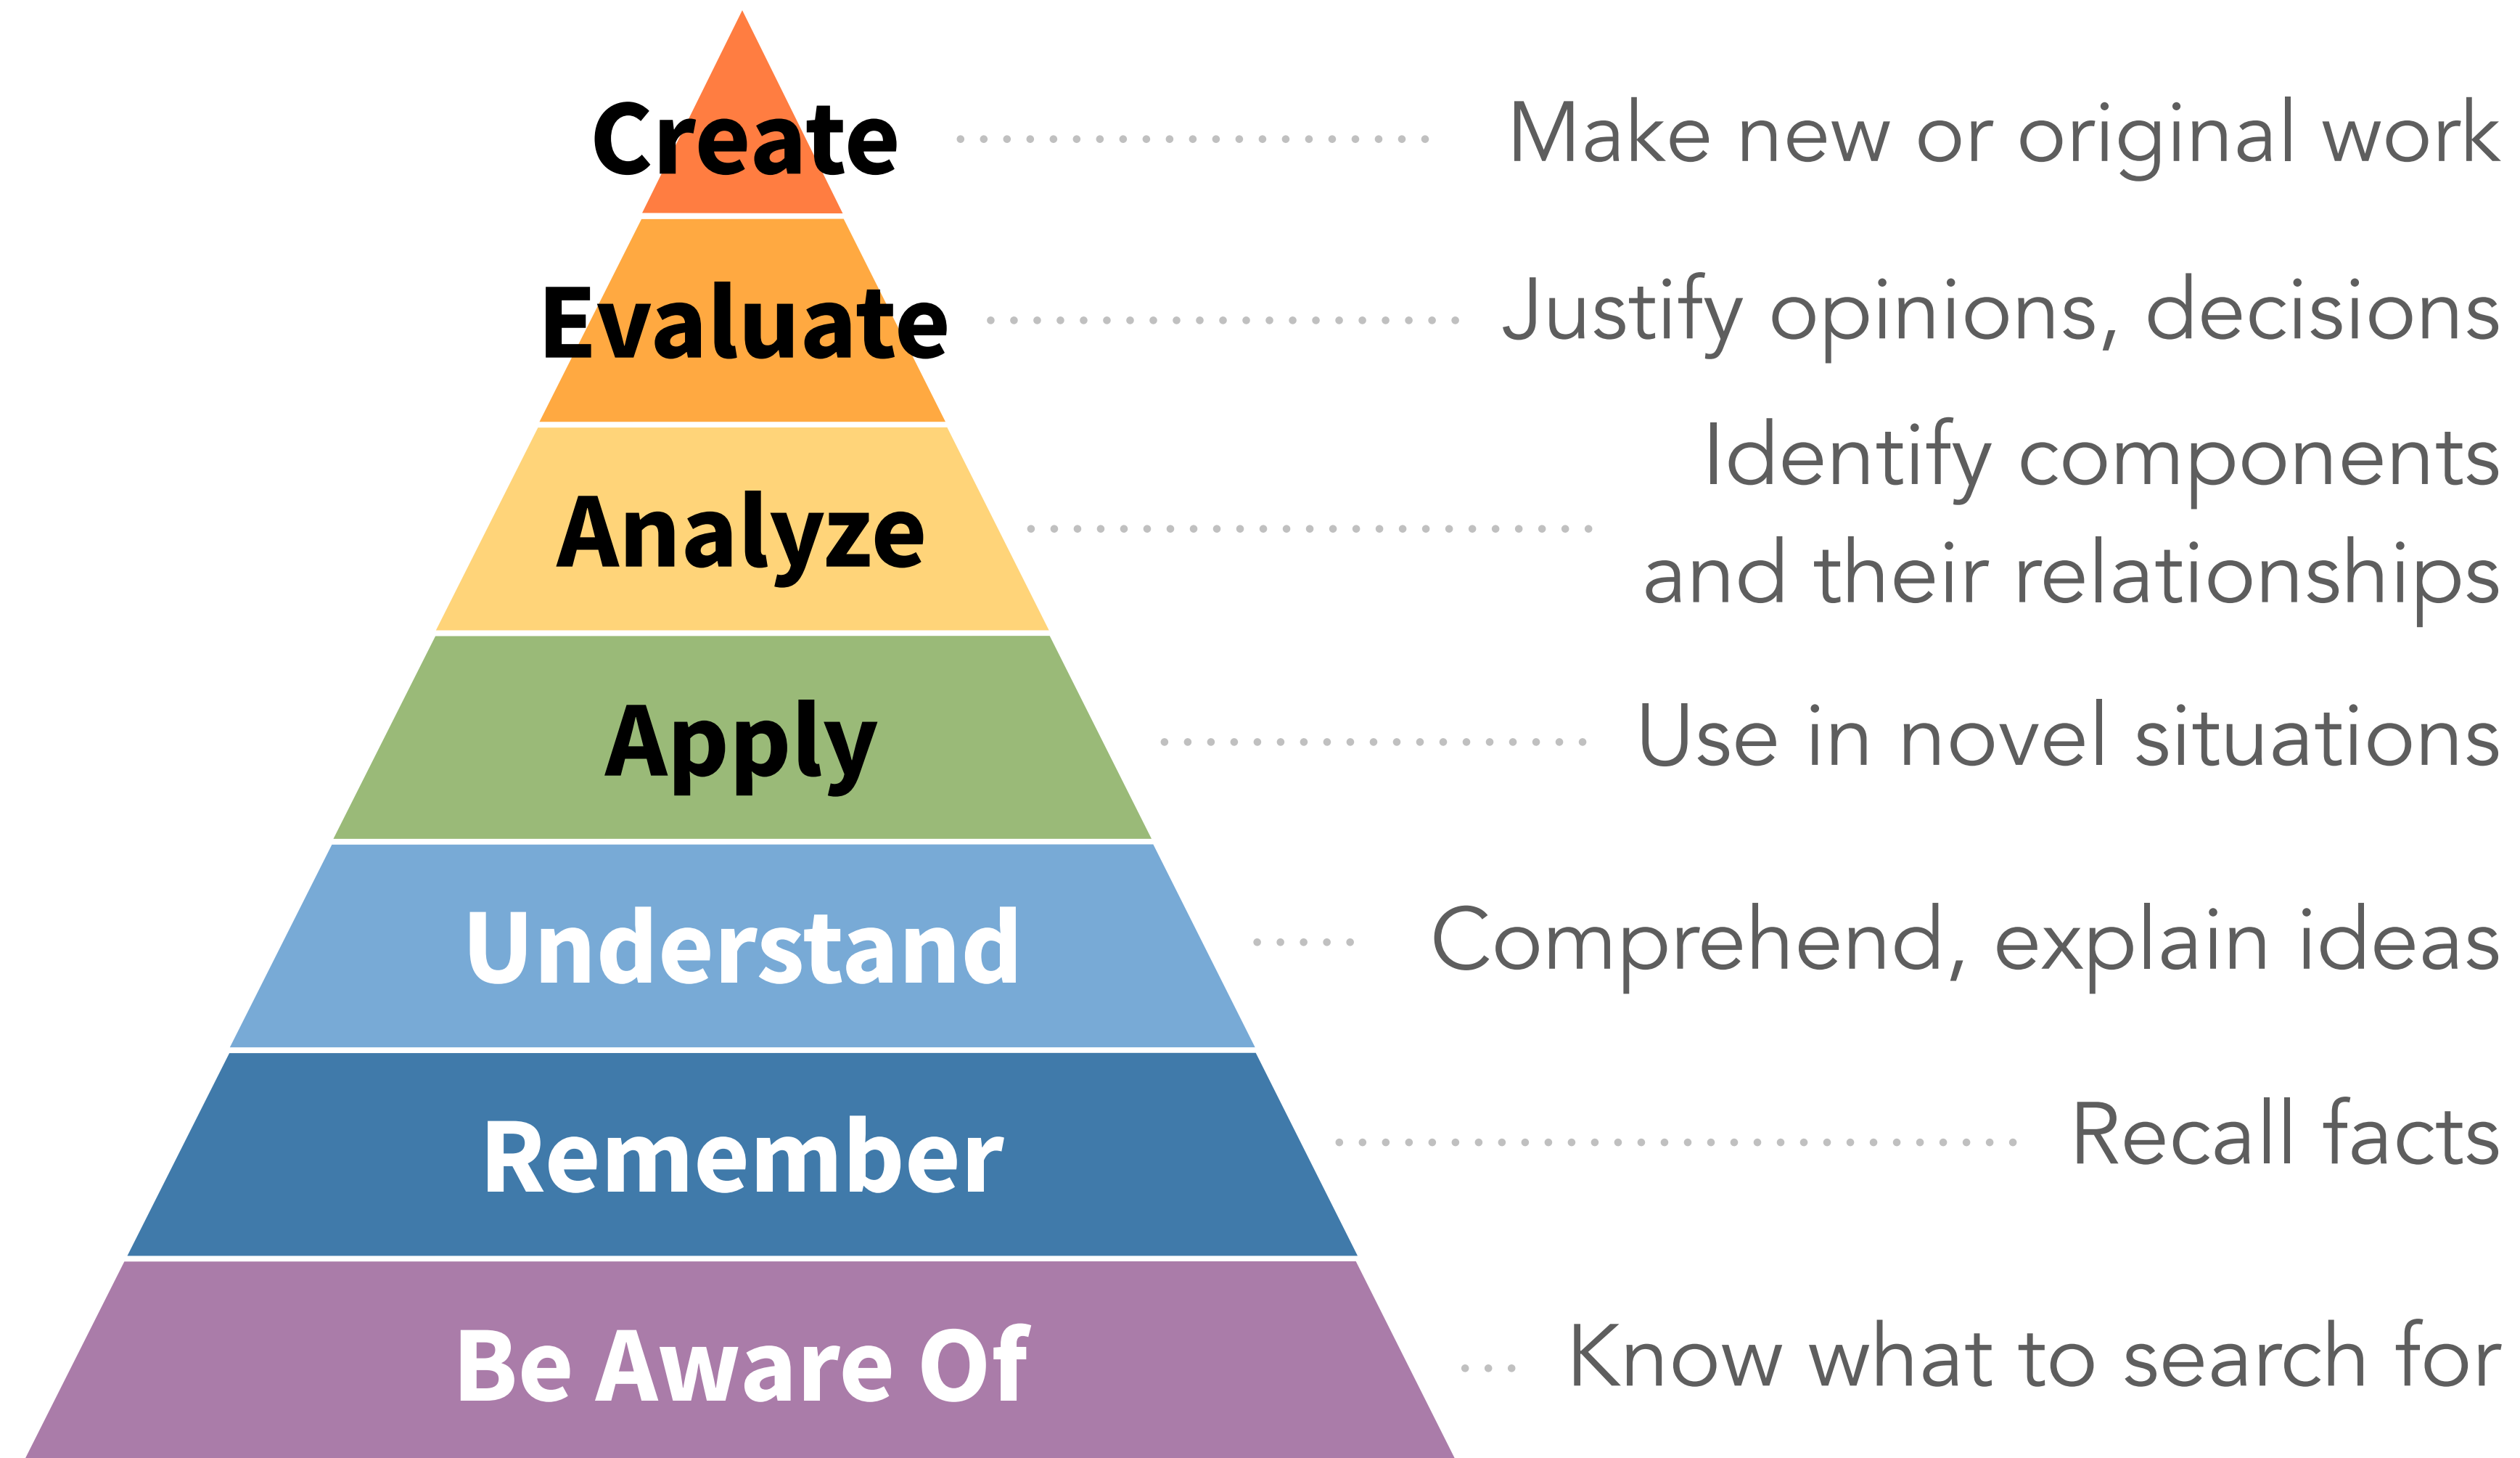 Create
Make new or original work
Evaluate
Justify opinions, decisions
Analyze
Identify components
and their relationships
Apply
Use in novel situations
Understand
Comprehend, explain ideas
Remember
Recall facts
Be Aware Of
Know what to search for